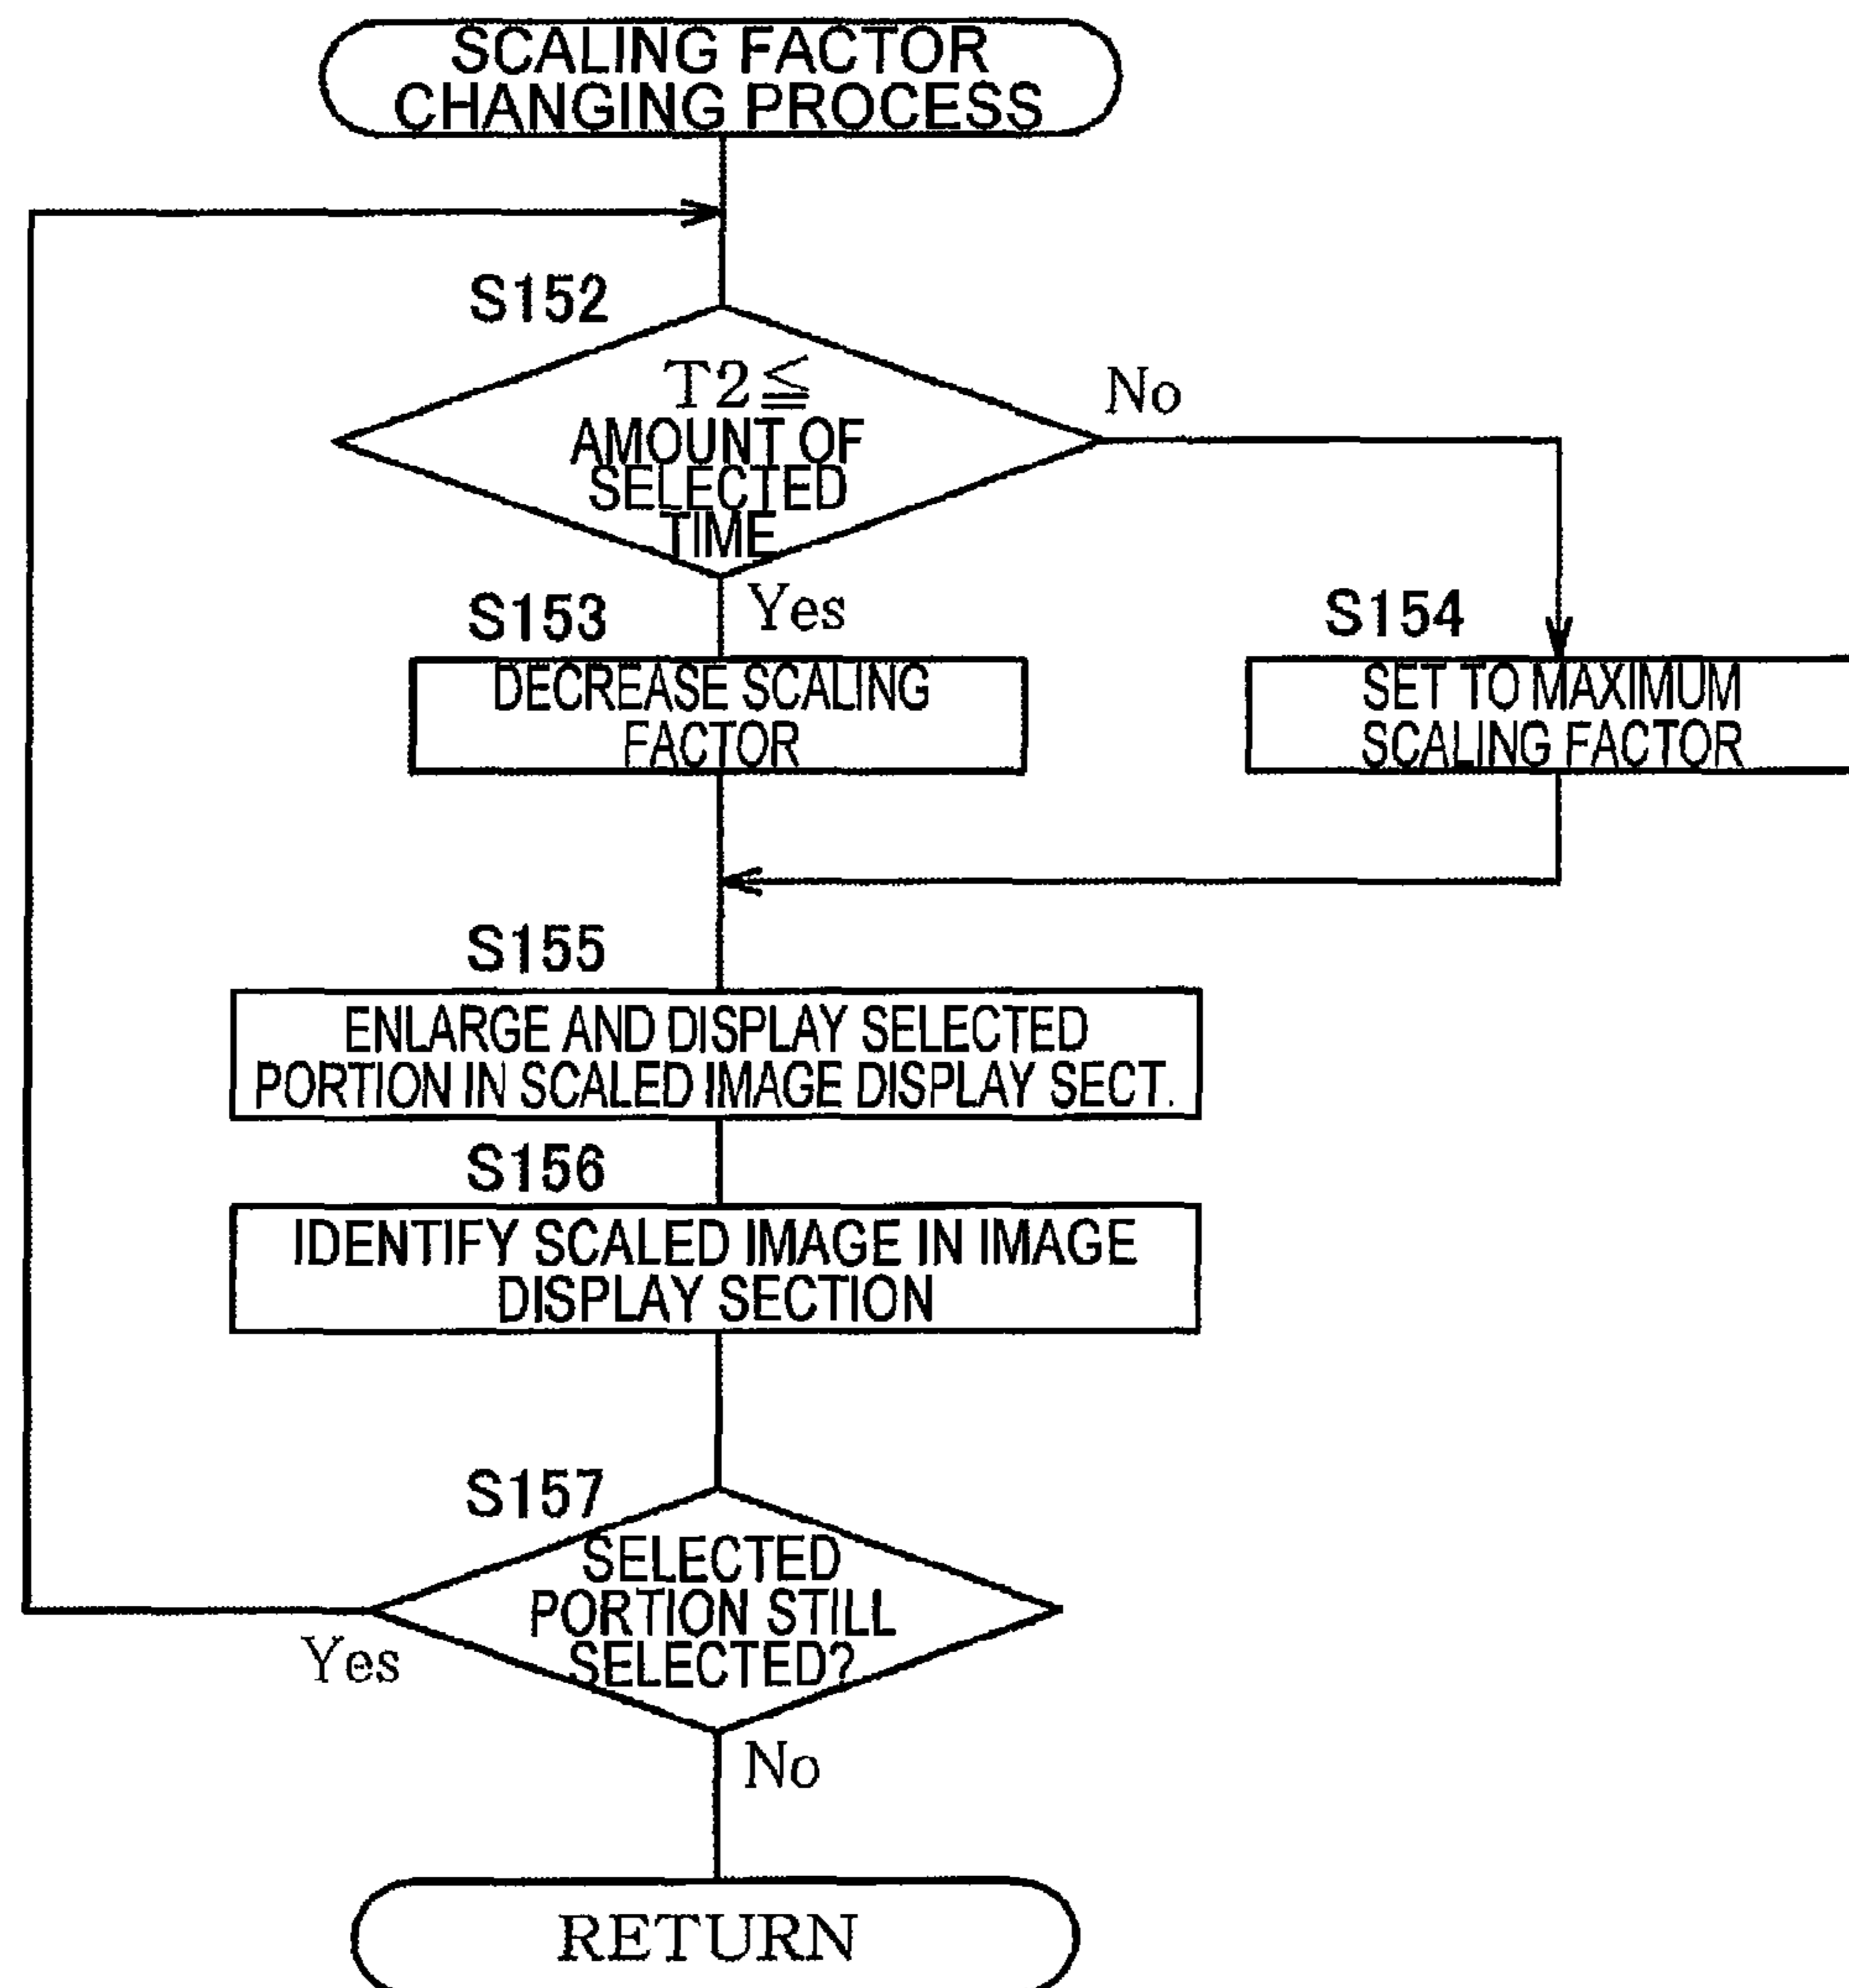 SCALING FACTOR
CHANGING PROCESS
S152
T2≦
AMOUNT OF
SELECTED
TIME
No
Yes
S153
DECREASE SCALING
FACTOR
S154
SET TO MAXIMUM
SCALING FACTOR
S155
ENLARGE AND DISPLAY SELECTED
PORTION IN SCALED IMAGE DISPLAY SECT.
S156
IDENTIFY SCALED IMAGE IN IMAGE
DISPLAY SECTION
S157
SELECTED
PORTION STILL
SELECTED?
Yes
No
RETURN